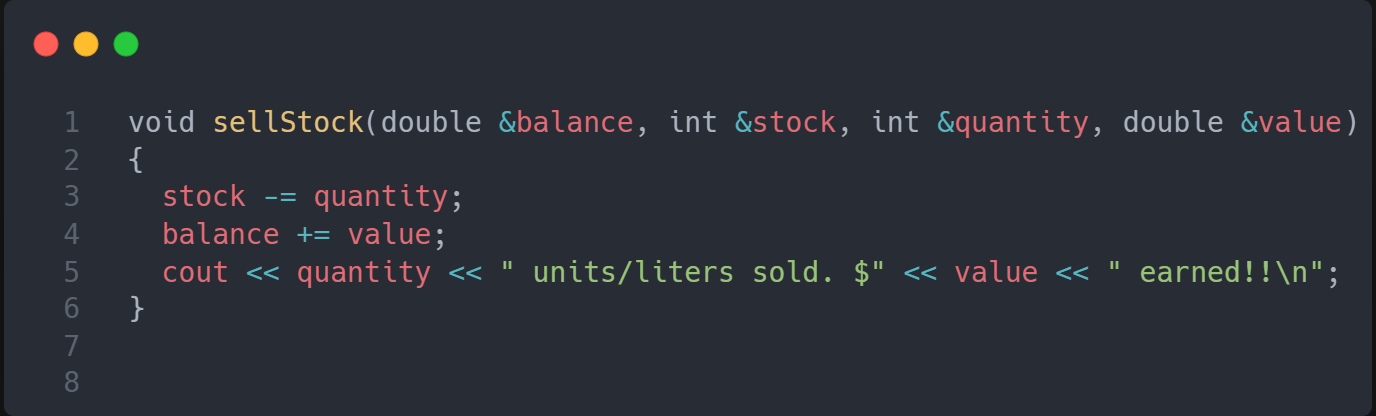 1 void sellStock(double &balance, int &stock, int &quantity, double &value)
2 {
3   stock -= quantity;
4   balance += value;
5   cout << quantity << " units/liters sold. $" << value << " earned!!\n";
6 }
7
8